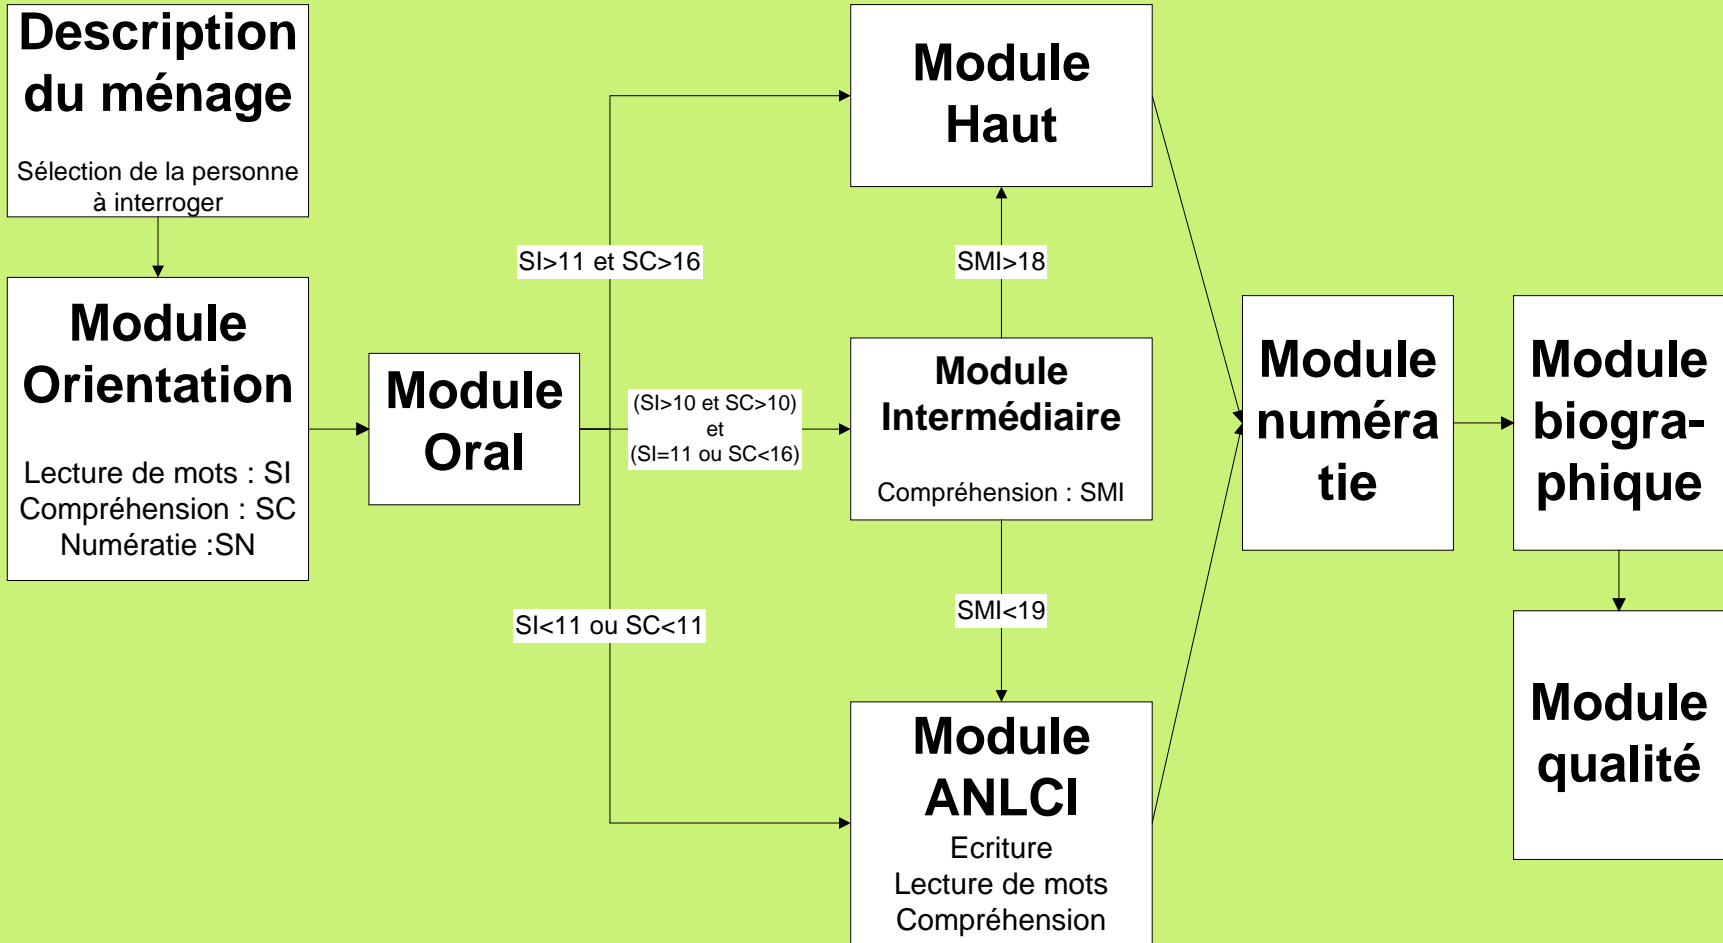 Description
du ménage
Sélection de la personne
à interroger
Module
Orientation
Lecture de mots : SI
Compréhension : SC
Numératie :SN
Module
Oral
SI>11 et SC>16
(SI>10 et SC>10)
et
(SI=11 ou SC<16)
SI<11 ou SC<11
Module
Haut
SMI>18
Module
Intermédiaire
Compréhension : SMI
SMI<19
Module
ANLCI
Ecriture
Lecture de mots
Compréhension
Module
numéra
tie
Module
biogra-
phique
Module
qualité